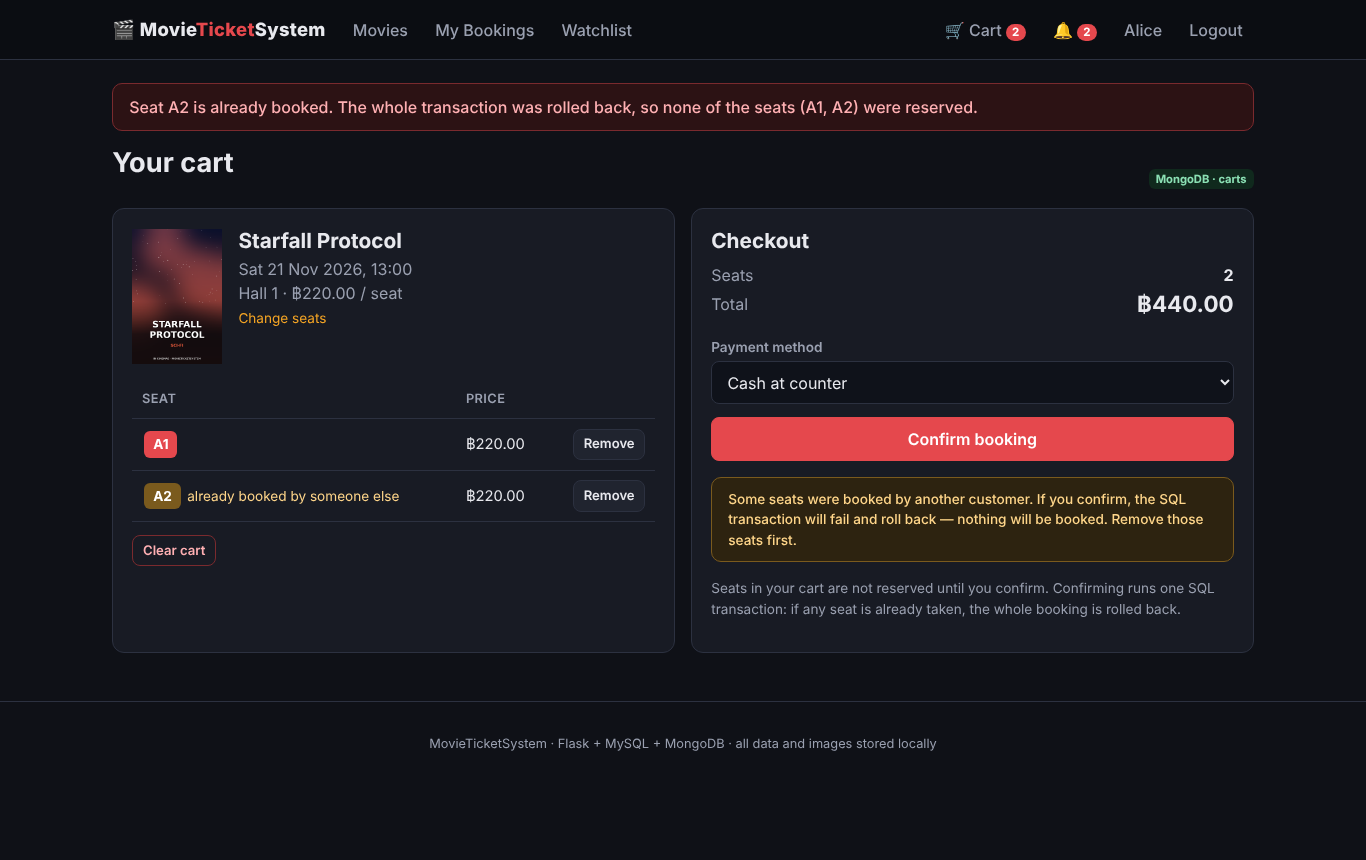 🎬 MovieTicketSystem Movies My Bookings Watchlist 🛒 Cart 2 🔔 2 Alice Logout
Seat A2 is already booked. The whole transaction was rolled back, so none of the seats (A1, A2) were reserved.
Your cart
MongoDB · carts
STARFALL
PROTOCOL
SCI-FI
Starfall Protocol
Sat 21 Nov 2026, 13:00
Hall 1 · ฿220.00 / seat
Change seats
SEAT PRICE
A1 ฿220.00 Remove
A2 already booked by someone else ฿220.00 Remove
Clear cart
Checkout
Seats 2
Total ฿440.00
Payment method
Cash at counter
Confirm booking
Some seats were booked by another customer. If you confirm, the SQL
transaction will fail and roll back — nothing will be booked. Remove those
seats first.
Seats in your cart are not reserved until you confirm. Confirming runs one SQL
transaction: if any seat is already taken, the whole booking is rolled back.
MovieTicketSystem · Flask + MySQL + MongoDB · all data and images stored locally